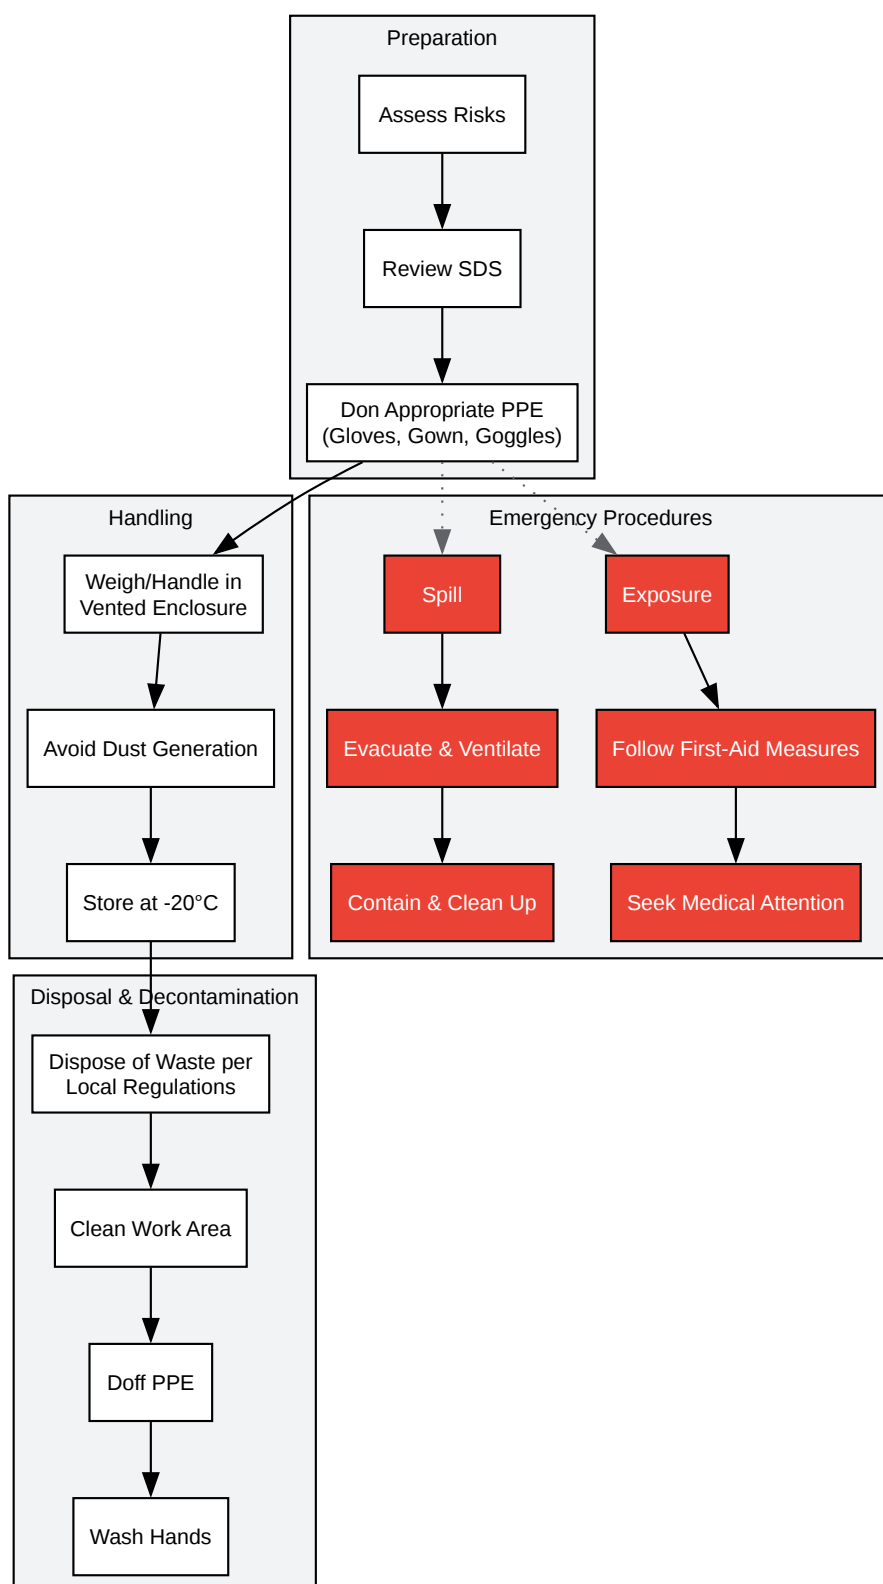 Preparation
Assess Risks
Review SDS
Don Appropriate PPE
(Gloves, Gown, Goggles)
Handling
Weigh/Handle in
Vented Enclosure
Avoid Dust Generation
Store at -20°C
Emergency Procedures
Spill
Evacuate & Ventilate
Contain & Clean Up
Exposure
Follow First-Aid Measures
Seek Medical Attention
Disposal & Decontamination
Dispose of Waste per
Local Regulations
Clean Work Area
Doff PPE
Wash Hands